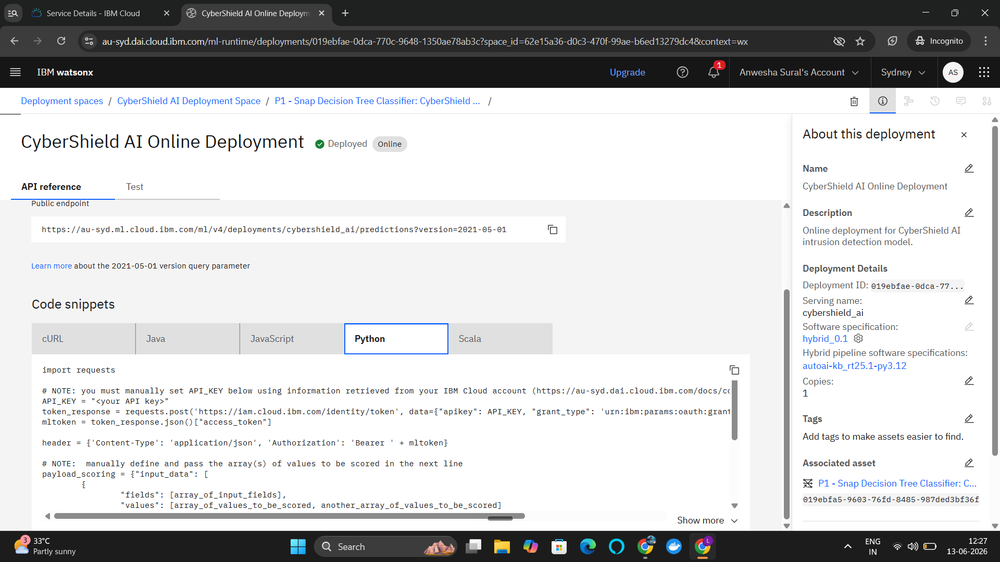 Service Details - IBM Cloud
CyberShield AI Online Deploym
au-syd.dai.cloud.ibm.com/ml-runtime/deployments/019ebfae-0dca-770c-9648-1350ae78ab3c?space_id=62e15a36-d0c3-470f-99ae-b6ed13279dc4&context=wx
Incognito
IBM watsonx
Upgrade
1
Anwesha Sural's Account
Sydney
AS
Deployment spaces / CyberShield AI Deployment Space / P1 - Snap Decision Tree Classifier: CyberShield ... /
CyberShield AI Online Deployment
Deployed
Online
API reference
Test
Public endpoint
https://au-syd.ml.cloud.ibm.com/ml/v4/deployments/cybershield_ai/predictions?version=2021-05-01
Learn more about the 2021-05-01 version query parameter
Code snippets
cURL
Java
JavaScript
Python
Scala
import requests
# NOTE: you must manually set API_KEY below using information retrieved from your IBM Cloud account (https://au-syd.dai.cloud.ibm.com/docs/cc
API_KEY = "<your API key>"
token_response = requests.post('https://iam.cloud.ibm.com/identity/token', data={"apikey": API_KEY, "grant_type": 'urn:ibm:params:oauth:grant
mltoken = token_response.json()["access_token"]
header = {'Content-Type': 'application/json', 'Authorization': 'Bearer ' + mltoken}
# NOTE:  manually define and pass the array(s) of values to be scored in the next line
payload_scoring = {"input_data": [
{
"fields": [array_of_input_fields],
"values": [array_of_values_to_be_scored, another_array_of_values_to_be_scored]
Show more
About this deployment
Name
CyberShield AI Online Deployment
Description
Online deployment for CyberShield AI
intrusion detection model.
Deployment Details
Deployment ID: 019ebfae-0dca-77...
Serving name:
cybershield_ai
Software specification:
hybrid_0.1
Hybrid pipeline software specifications:
autoai-kb_rt25.1-py3.12
Copies:
1
Tags
Add tags to make assets easier to find.
Associated asset
P1 - Snap Decision Tree Classifier: C...
019ebfa5-9603-76fd-8485-987ded3bf36f
3
33°C
Partly sunny
Search
L
ENG
IN
12:27
13-06-2026